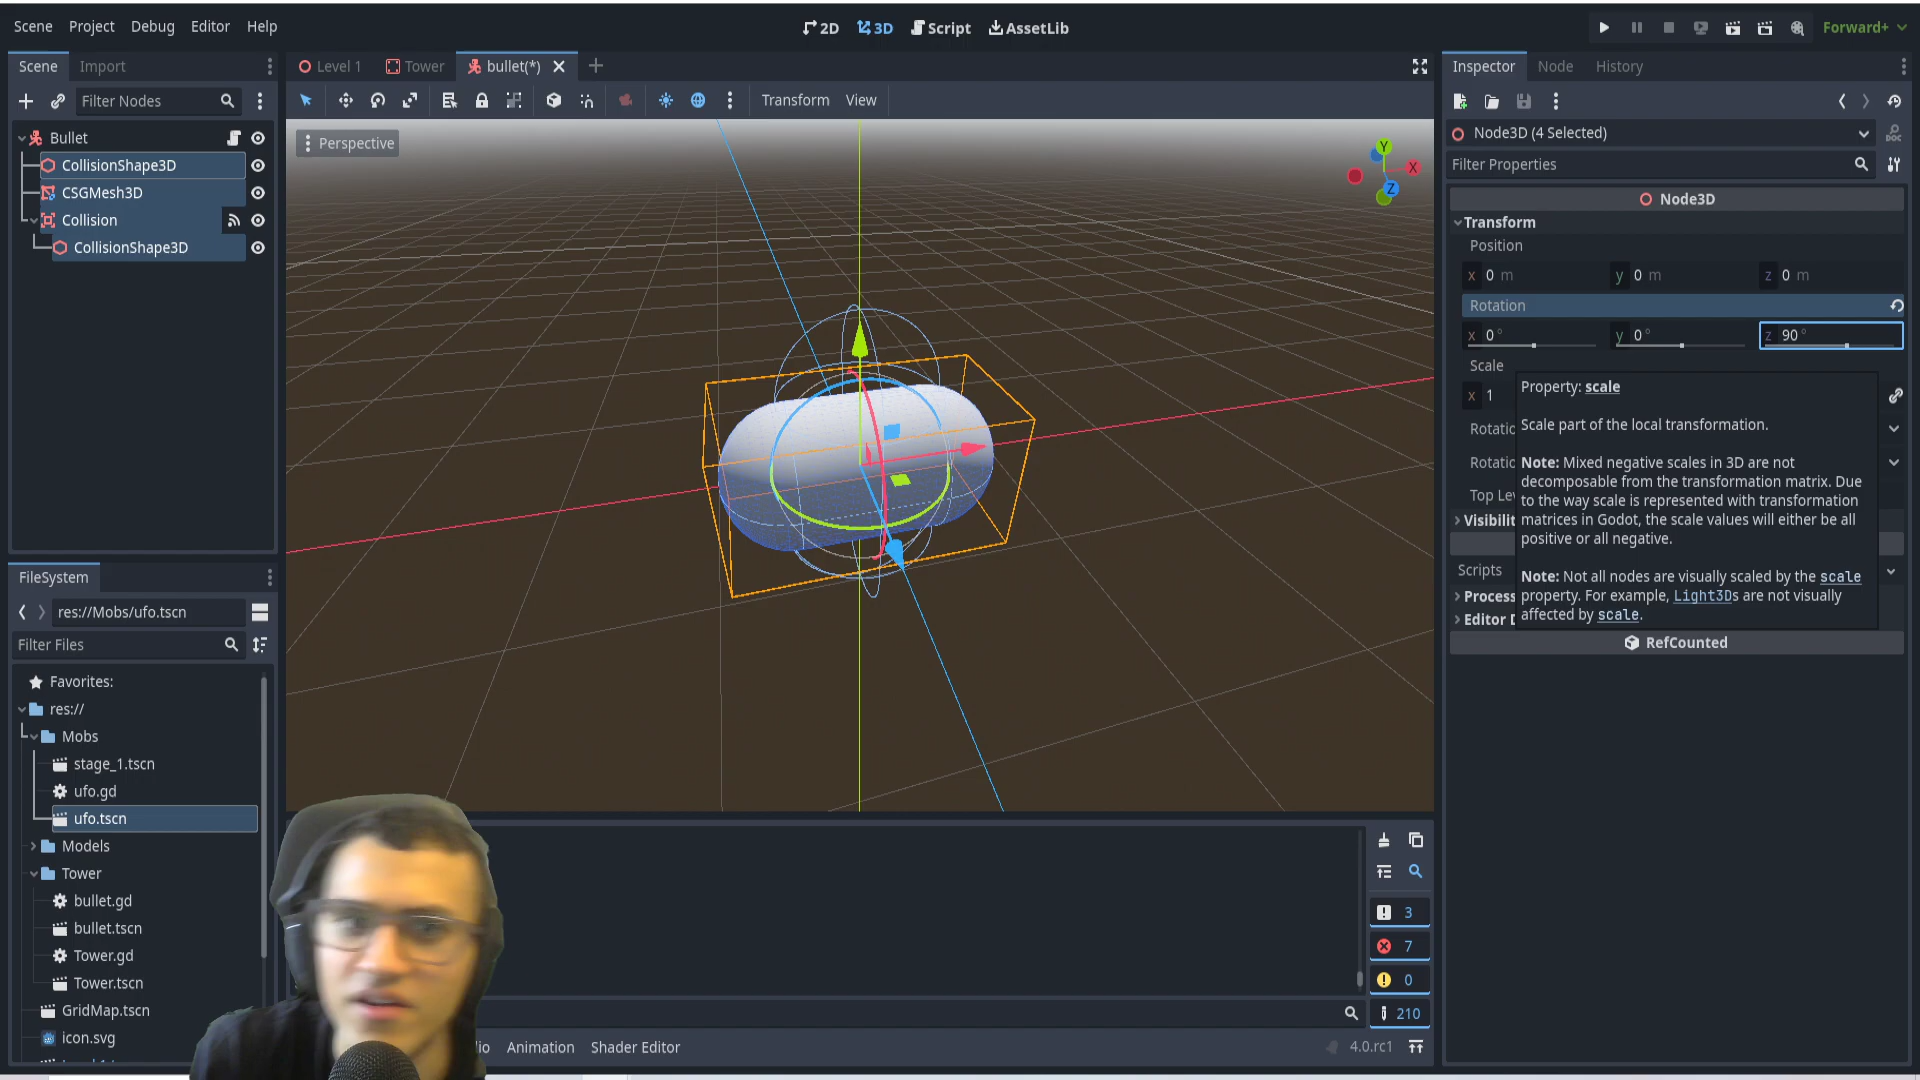 Scene Project Debug Editor Help
2D 3D Script AssetLib
Forward+
Scene Import
Level 1 Tower bullet(*)
Inspector Node History
Filter Nodes
Transform View
Node3D (4 Selected)
Filter Properties
Bullet
CollisionShape3D
CSGMesh3D
Collision
CollisionShape3D
Perspective
Y
X
Z
Node3D
Transform
Position
x 0 m y 0 m z 0 m
Rotation
x 0° y 0° z 90°
Scale
x 1
Rotatio
Rotatio
Top Lev
Visibilit
Scripts
Process
Editor D
RefCounted
Property: scale
Scale part of the local transformation.
Note: Mixed negative scales in 3D are not
decomposable from the transformation matrix. Due
to the way scale is represented with transformation
matrices in Godot, the scale values will either be all
positive or all negative.
Note: Not all nodes are visually scaled by the scale
property. For example, Light3Ds are not visually
affected by scale.
FileSystem
res://Mobs/ufo.tscn
Filter Files
Favorites:
res://
Mobs
stage_1.tscn
ufo.gd
ufo.tscn
Models
Tower
bullet.gd
bullet.tscn
Tower.gd
Tower.tscn
GridMap.tscn
icon.svg
3
7
0
210
io Animation Shader Editor
4.0.rc1